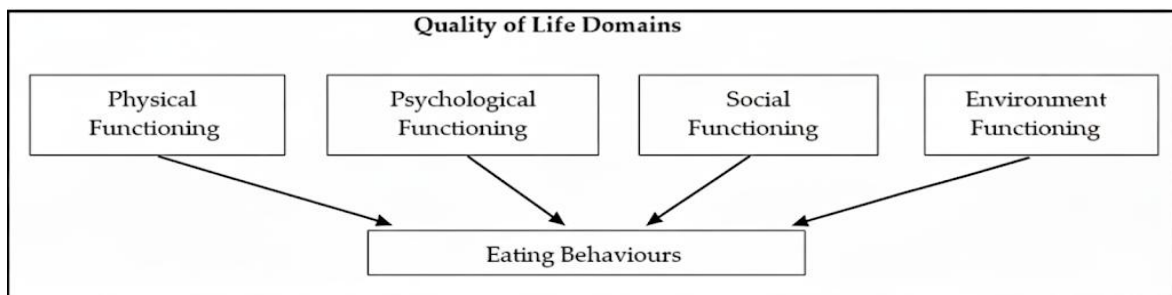 Quality of Life Domains
Physical
Functioning
Psychological
Functioning
Social
Functioning
Environment
Functioning
Eating Behaviours